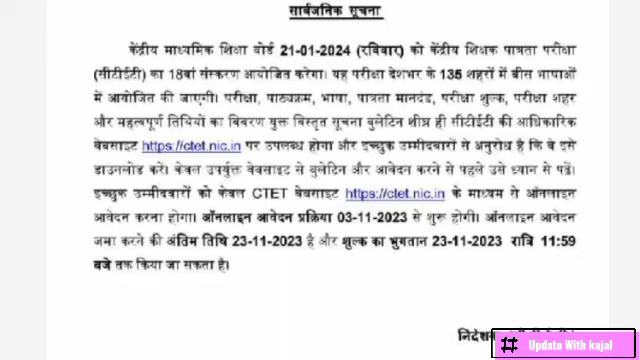 सार्वजनिक सूचना
केंद्रीय माध्यमिक शिक्षा बोर्ड 21-01-2024 (रविवार) को केंद्रीय शिक्षक पात्रता परीक्षा
(सीटीईटी) का 18वां संस्करण आयोजित करेगा। यह परीक्षा देशभर के 135 शहरों में बीस भाषाओं
में आयोजित की जाएगी। परीक्षा, पाठ्यक्रम, भाषा, पात्रता मानदंड, परीक्षा शुल्क, परीक्षा शहर
और महत्वपूर्ण तिथियों का विवरण युक्त विस्तृत सूचना बुलेटिन शीघ्र ही सीटीईटी की आधिकारिक
वेबसाइट https://ctet.nic.in पर उपलब्ध होगा और इच्छुक उम्मीदवारों से अनुरोध है कि वे इसे
डाउनलोड करें। केवल उपर्युक्त वेबसाइट से बुलेटिन और आवेदन करने से पहले उसे ध्यान से पढ़ें।
इच्छुक उम्मीदवारों को केवल CTET वेबसाइट https://ctet.nic.in के माध्यम से ऑनलाइन
आवेदन करना होगा। ऑनलाइन आवेदन प्रक्रिया 03-11-2023 से शुरू होगी। ऑनलाइन आवेदन
जमा करने की अंतिम तिथि 23-11-2023 है और शुल्क का भुगतान 23-11-2023 रात्रि 11:59
बजे तक किया जा सकता है।
# Update With kajal